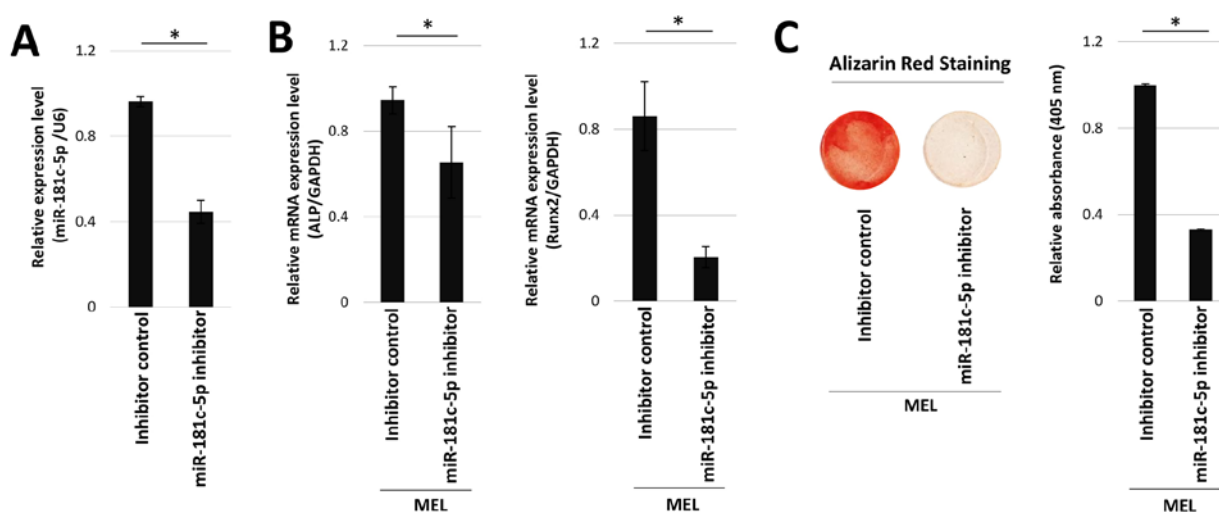 A
*
1.2
0.8
0.4
0
Relative expression level
(miR-181c-5p /U6)
Inhibitor control
miR-181c-5p inhibitor
B
*
1.2
0.8
0.4
0
Relative mRNA expression level
(ALP/GAPDH)
Inhibitor control
miR-181c-5p inhibitor
MEL
*
1.2
0.8
0.4
0
Relative mRNA expression level
(Runx2/GAPDH)
Inhibitor control
miR-181c-5p inhibitor
MEL
C
Alizarin Red Staining
Inhibitor control
miR-181c-5p inhibitor
MEL
*
1.2
0.8
0.4
0
Relative absorbance (405 nm)
Inhibitor control
miR-181c-5p inhibitor
MEL